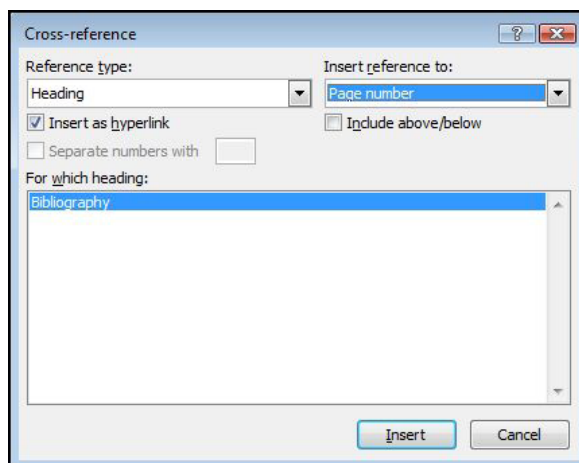 Cross-reference
Reference type:
Insert reference to:
Heading
Page number
Insert as hyperlink
Include above/below
Separate numbers with
For which heading:
Bibliography
Insert
Cancel